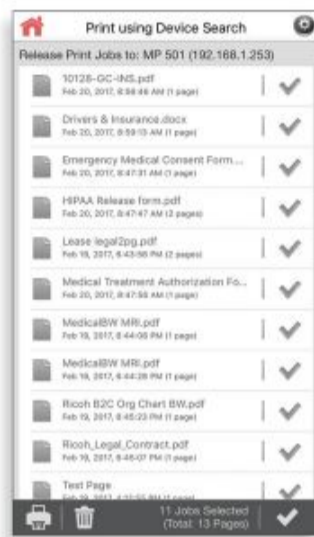 Print using Device Search
Release Print Jobs to: MP 501 (192.168.1.253)
10128-GC-INS.pdf
Feb 20, 2017, 8:58:46 AM (1 page)
Drivers & Insurance.docx
Feb 20, 2017, 8:59:13 AM (1 page)
Emergency Medical Consent Form...
Feb 20, 2017, 8:47:31 AM (1 page)
HIPAA Release form.pdf
Feb 20, 2017, 8:47:47 AM (2 pages)
Lease legal2pg.pdf
Feb 19, 2017, 6:43:56 PM (2 pages)
Medical Treatment Authorization Fo...
Feb 20, 2017, 8:47:55 AM (1 page)
MedicalBW MRI.pdf
Feb 19, 2017, 6:44:06 PM (1 page)
MedicalBW MRI.pdf
Feb 19, 2017, 6:44:28 PM (1 page)
Ricoh B2C Org Chart BW.pdf
Feb 19, 2017, 6:45:23 PM (1 page)
Ricoh_Legal_Contract.pdf
Feb 19, 2017, 6:46:07 PM (1 page)
Test Page
11 Jobs Selected
(Total: 13 Pages)